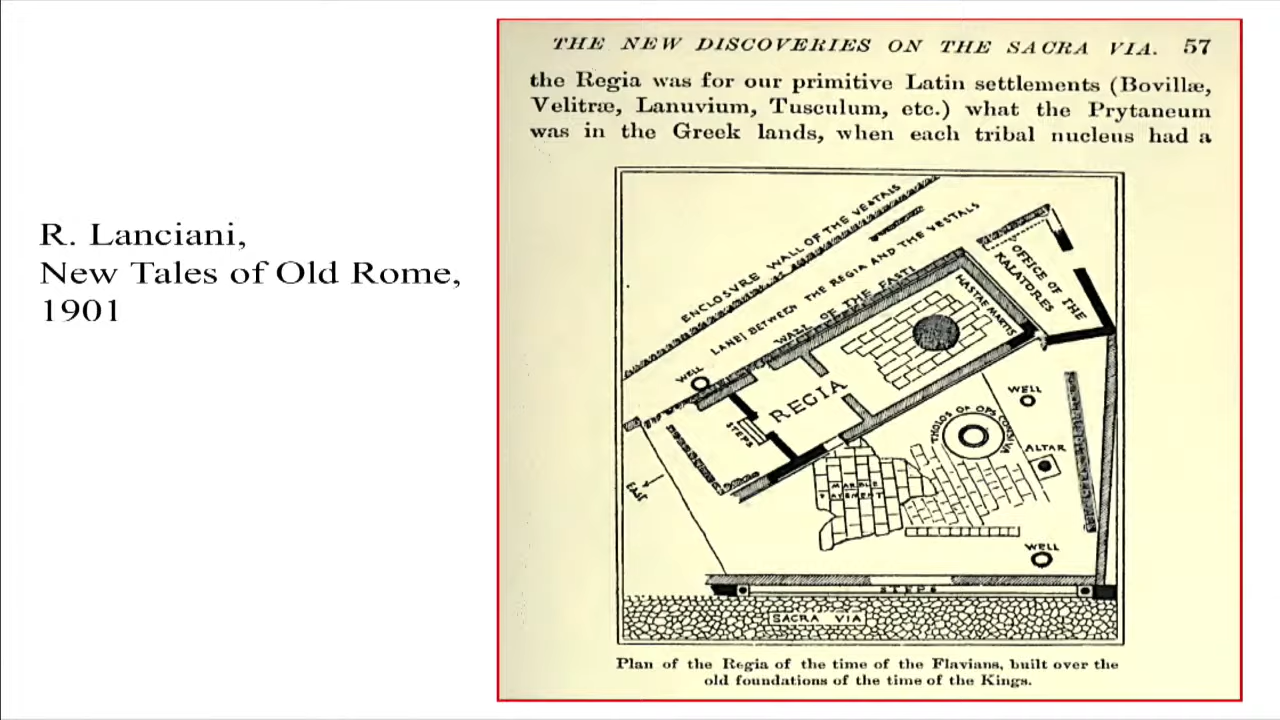 R. Lanciani,
New Tales of Old Rome,
1901
THE NEW DISCOVERIES ON THE SACRA VIA. 57
the Regia was for our primitive Latin settlements (Bovillæ,
Velitræ, Lanuvium, Tusculum, etc.) what the Prytaneum
was in the Greek lands, when each tribal nucleus had a
ENCLOSURE WALL OF THE VESTALS
LANE BETWEEN THE REGIA AND THE VESTALS
WALL OF THE FASTI
OFFICE OF THE
KALATORES
HASTAE MARTIS
WELL
REGIA
STEPS
WELL
THOLOS OF OPS CONSIVA
ALTAR
EAST
MARBLE
PAVEMENT
WELL
STEPS
SACRA VIA
Plan of the Regia of the time of the Flavians, built over the
old foundations of the time of the Kings.